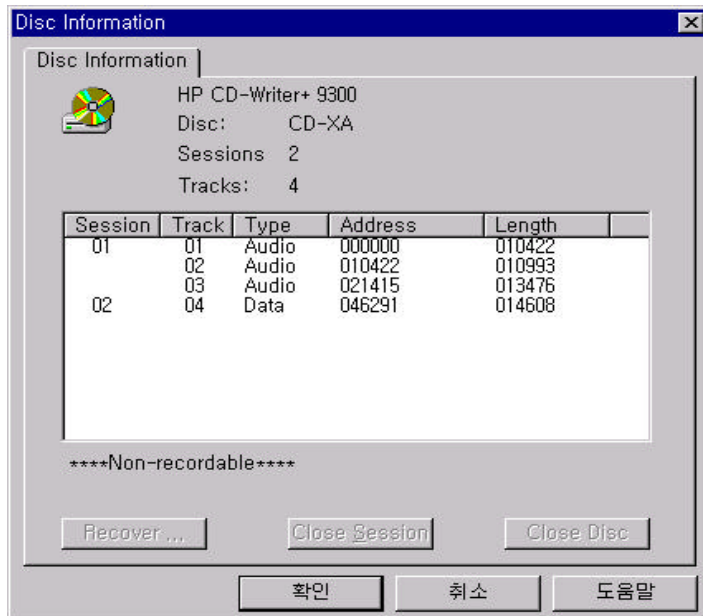 Disc Information
Disc Information
HP CD-Writer+ 9300
Disc: CD-XA
Sessions 2
Tracks: 4
Session Track Type Address Length
01 01 Audio 000000 010422
02 Audio 010422 010993
03 Audio 021415 013476
02 04 Data 046291 014608
****Non-recordable****
Recover ... Close Session Close Disc
확인 취소 도움말